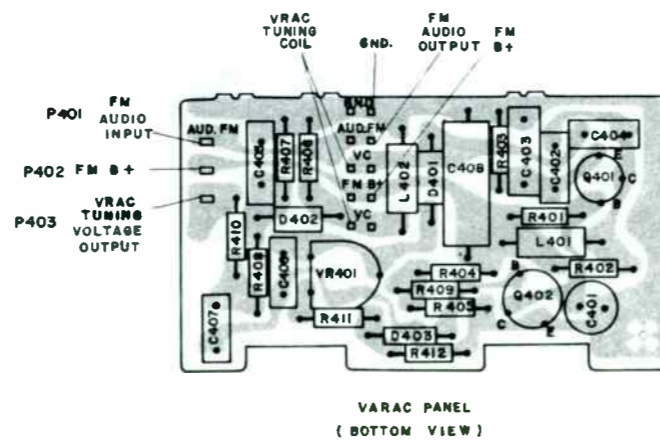 VRAC
TUNING
COIL
GND.
FM
AUDIO
OUTPUT
FM
B+
P401 FM
AUDIO
INPUT
P402 FM B+
P403 VRAC
TUNING
VOLTAGE
OUTPUT
AUD. FM
GND
AUD.FM
VC
FM B+
VC
C405
R407
R406
L402
D401
C408
R403
C403
C402
C404
E
Q401
C
B
D402
R401
L401
R410
R408
C406
VR401
R404
R409
R405
R402
B
Q402
C
E
C401
C407
R411
D403
R412
VARAC PANEL
( BOTTOM VIEW )